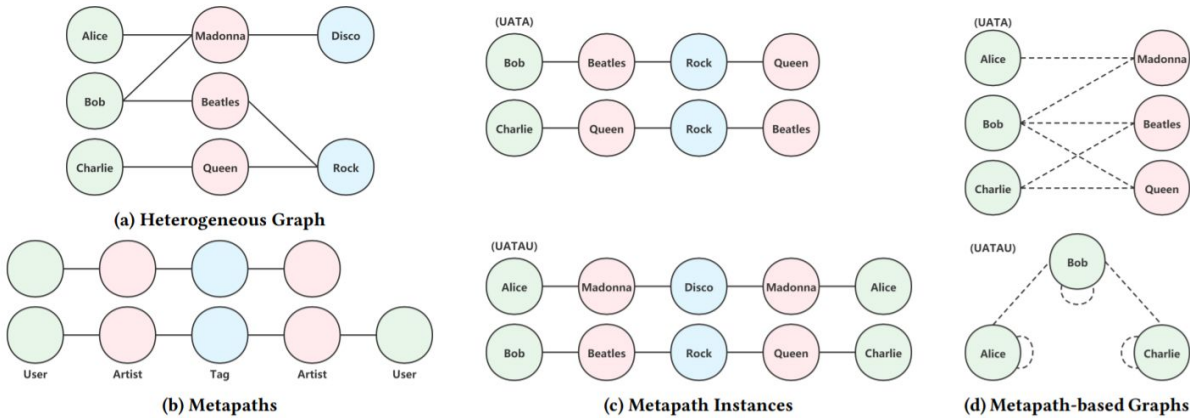 Alice Madonna Disco
Bob Beatles
Charlie Queen Rock
(a) Heterogeneous Graph
User Artist Tag Artist User
(b) Metapaths
(UATA)
Bob Beatles Rock Queen
Charlie Queen Rock Beatles
(UATAU)
Alice Madonna Disco Madonna Alice
Bob Beatles Rock Queen Charlie
(c) Metapath Instances
(UATA)
Alice Madonna
Bob Beatles
Charlie Queen
(UATAU)
Bob
Alice Charlie
(d) Metapath-based Graphs